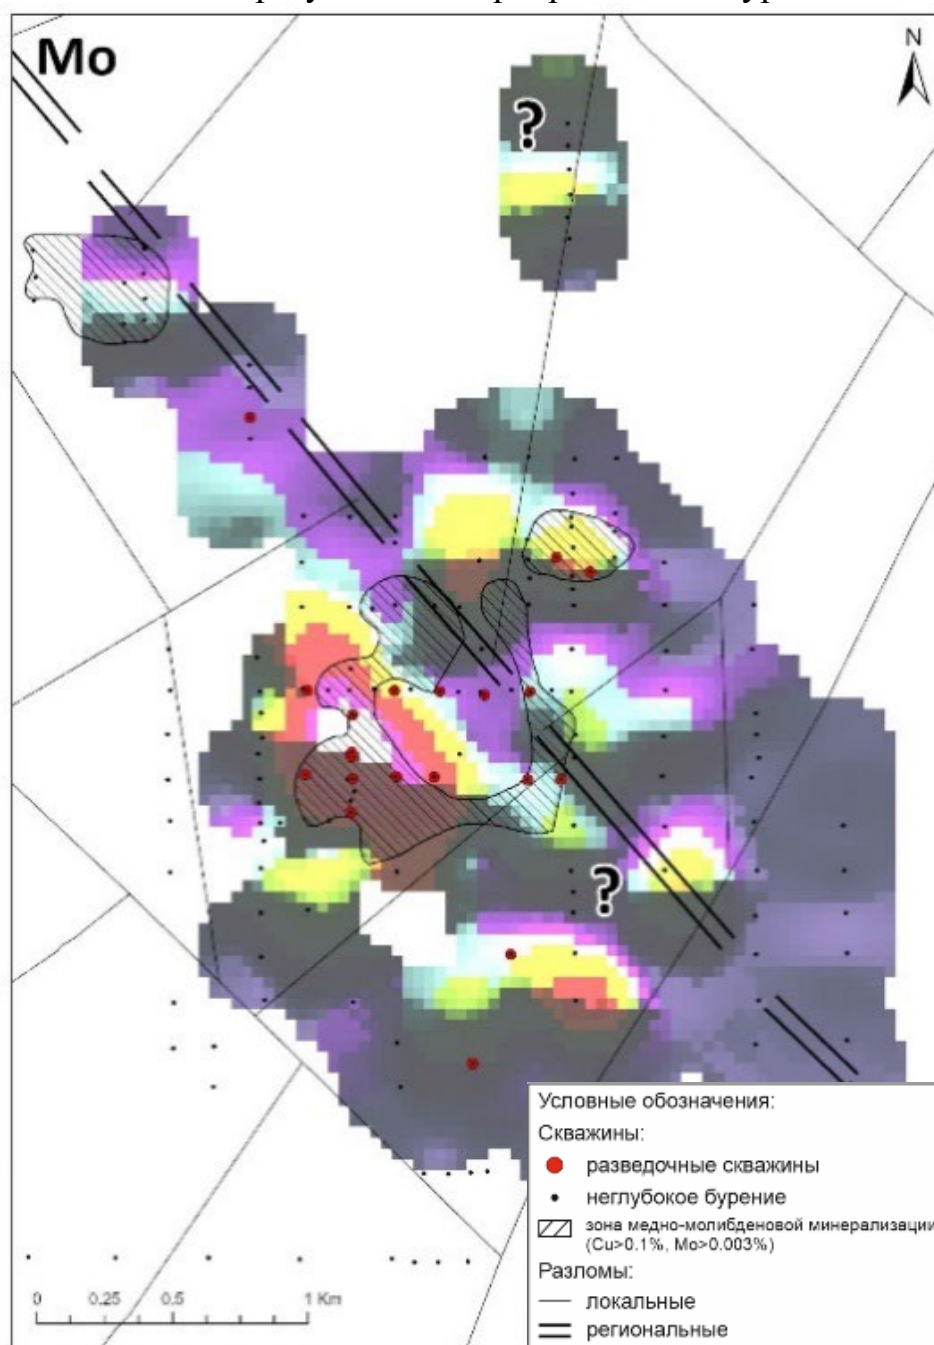 Mo
N
?
?
Условные обозначения:
Скважины:
разведочные скважины
неглубокое бурение
зона медно-молибденовой минерализации
(Cu>0.1%, Mo>0.003%)
Разломы:
локальные
региональные
0 0.25 0.5 1 Km